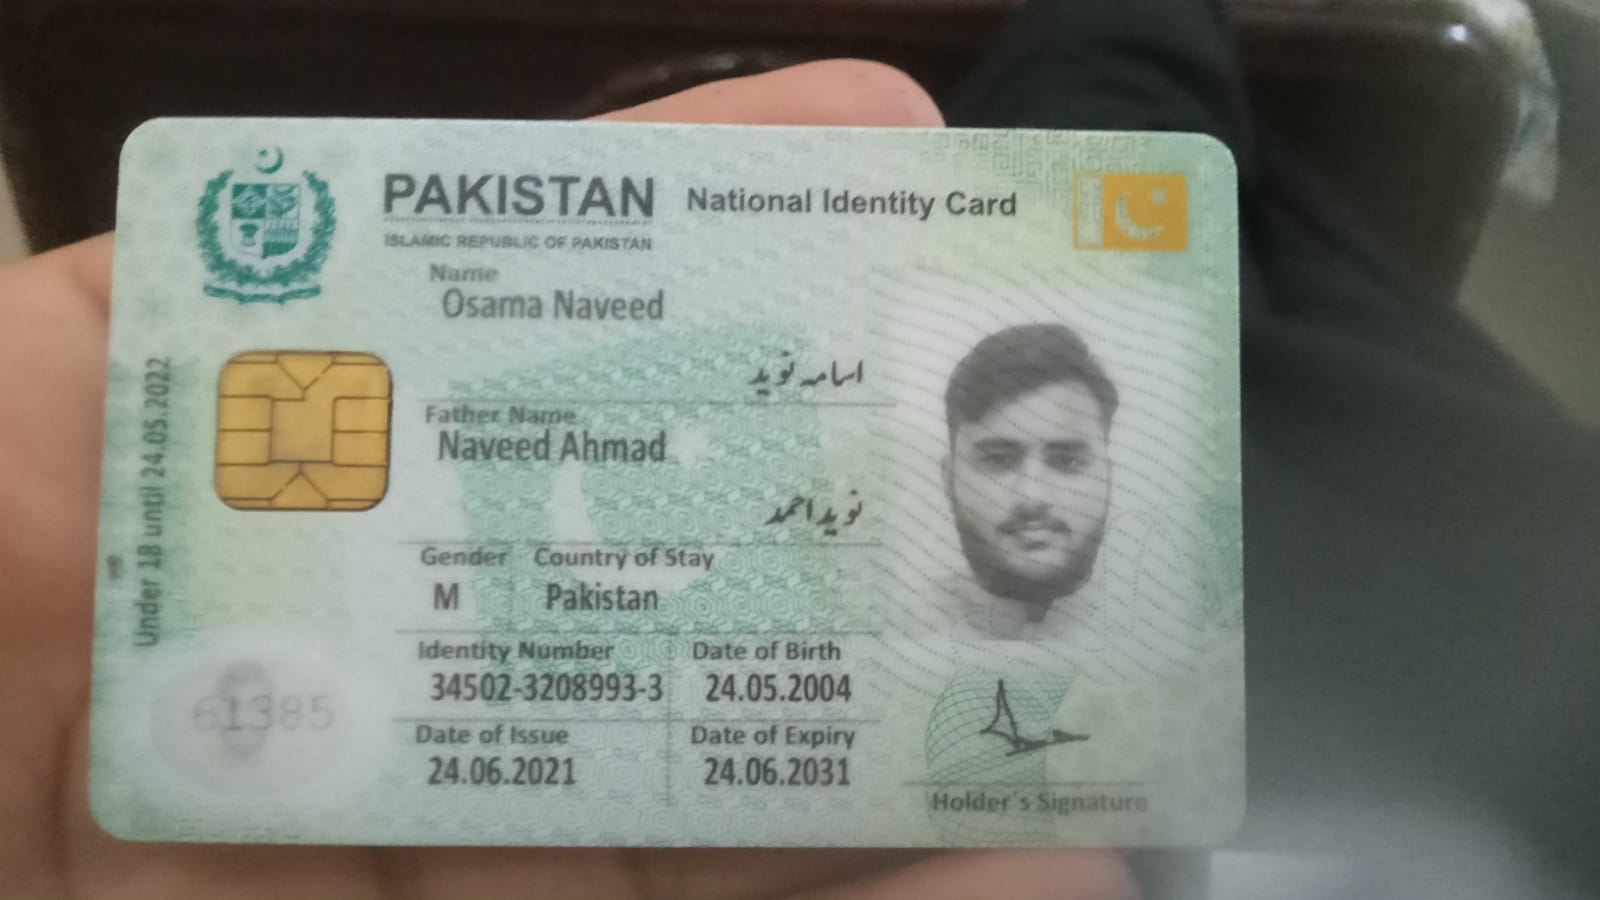 PAKISTAN National Identity Card
ISLAMIC REPUBLIC OF PAKISTAN
Name
Osama Naveed
اسامہ نوید
Father Name
Naveed Ahmad
نوید احمد
Gender Country of Stay
M Pakistan
Identity Number Date of Birth
34502-3208993-3 24.05.2004
Date of Issue Date of Expiry
24.06.2021 24.06.2031
Holder's Signature
Under 18 until 24.05.2022
61385